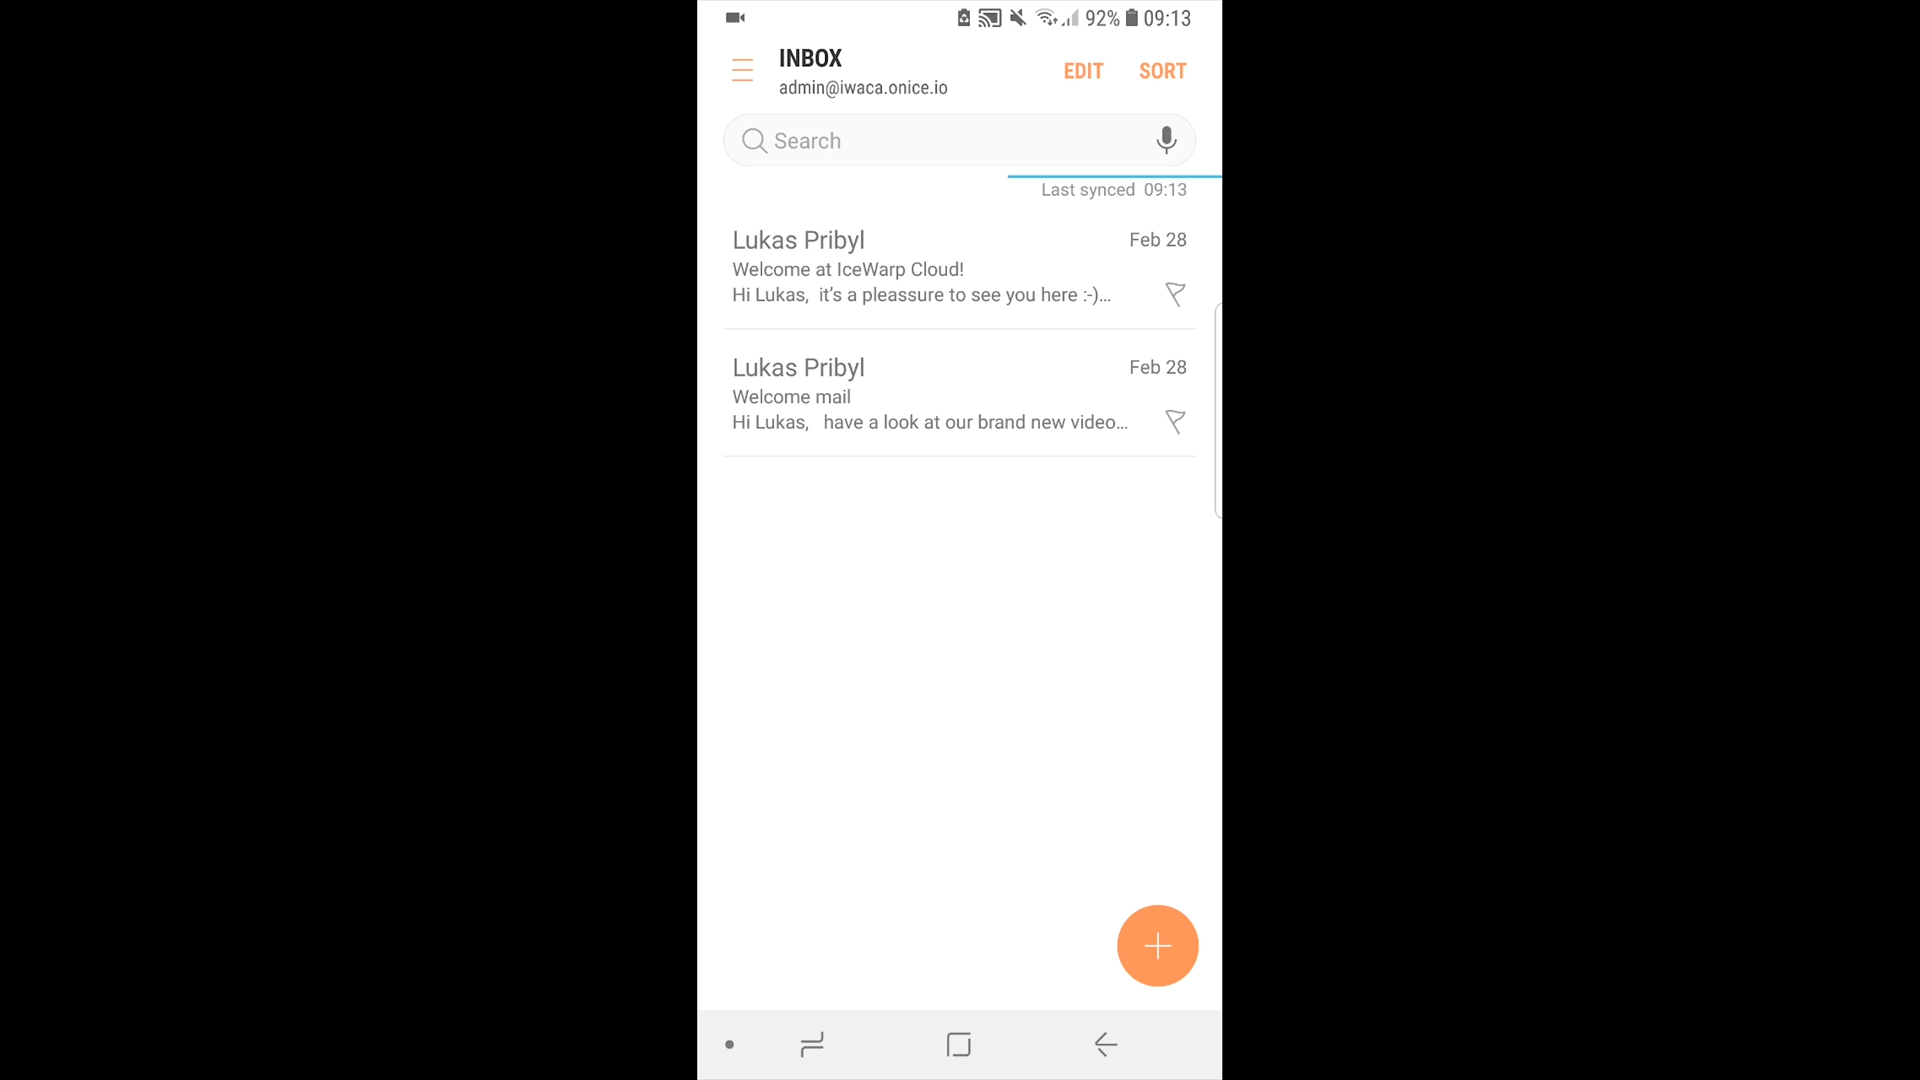 92% 09:13
INBOX
admin@iwaca.onice.io
EDIT SORT
Search
Last synced 09:13
Lukas Pribyl Feb 28
Welcome at IceWarp Cloud!
Hi Lukas, it's a pleassure to see you here :-)...
Lukas Pribyl Feb 28
Welcome mail
Hi Lukas, have a look at our brand new video...